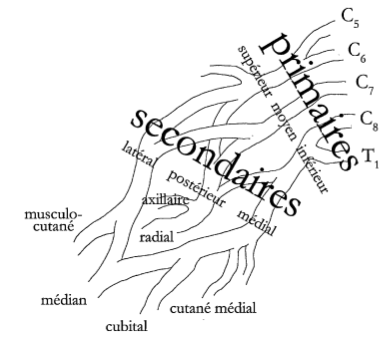 C5
C6
C7
C8
T1
primaires
supérieur moyen inférieur
secondaires
latéral
postérieur
médial
axillaire
radial
musculo-
cutané
médian
cubital
cutané médial